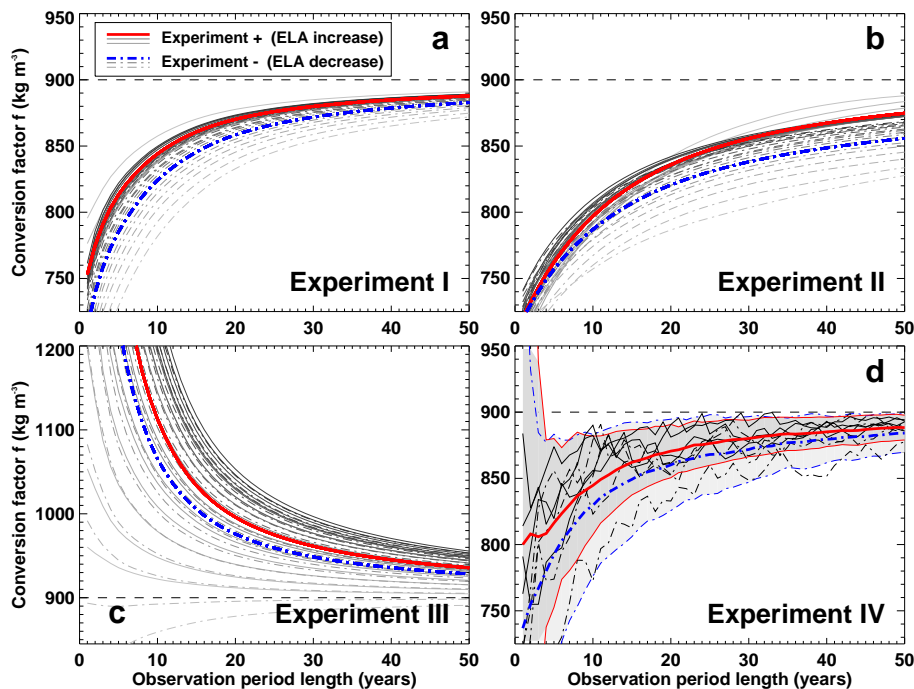 950
900
850
800
750
Conversion factor f (kg m⁻³)
Experiment + (ELA increase)
Experiment - (ELA decrease)
a
Experiment I
0 10 20 30 40 50
950
900
850
800
750
b
Experiment II
0 10 20 30 40 50
1200
1100
1000
900
Conversion factor f (kg m⁻³)
c
Experiment III
0 10 20 30 40 50
Observation period length (years)
950
900
850
800
750
d
Experiment IV
0 10 20 30 40 50
Observation period length (years)